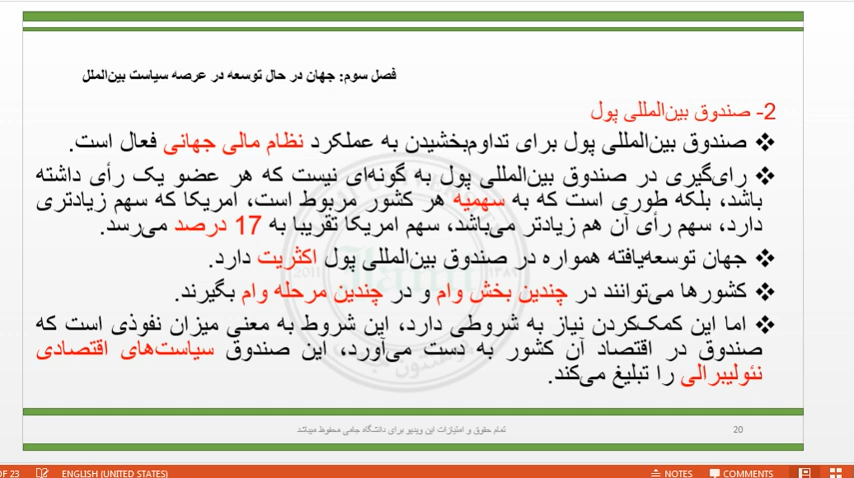 فصل سوم: جهان در حال توسعه در عرصه سیاست بین‌الملل
2- صندوق بین‌المللی پول
❖ صندوق بین‌المللی پول برای تداوم‌بخشیدن به عملکرد نظام مالی جهانی فعال است.
❖ رای‌گیری در صندوق بین‌المللی پول به گونه‌ای نیست که هر عضو یک رأی داشته
باشد، بلکه طوری است که به سهمیه هر کشور مربوط است، امریکا که سهم زیادتری
دارد، سهم رأی آن هم زیادتر می‌باشد، سهم امریکا تقریبا به 17 درصد می‌رسد.
❖ جهان توسعه‌یافته همواره در صندوق بین‌المللی پول اکثریت دارد.
❖ کشورها می‌توانند در چندین بخش وام و در چندین مرحله وام بگیرند.
❖ اما این کمک‌کردن نیاز به شروطی دارد، این شروط به معنی میزان نفوذی است که
صندوق در اقتصاد آن کشور به دست می‌آورد، این صندوق سیاست‌های اقتصادی
نئولیبرالی را تبلیغ می‌کند.
تمام حقوق و امتیازات این ویدیو برای دانشگاه جامی محفوظ میباشد
20
OF 23 ENGLISH (UNITED STATES) NOTES COMMENTS